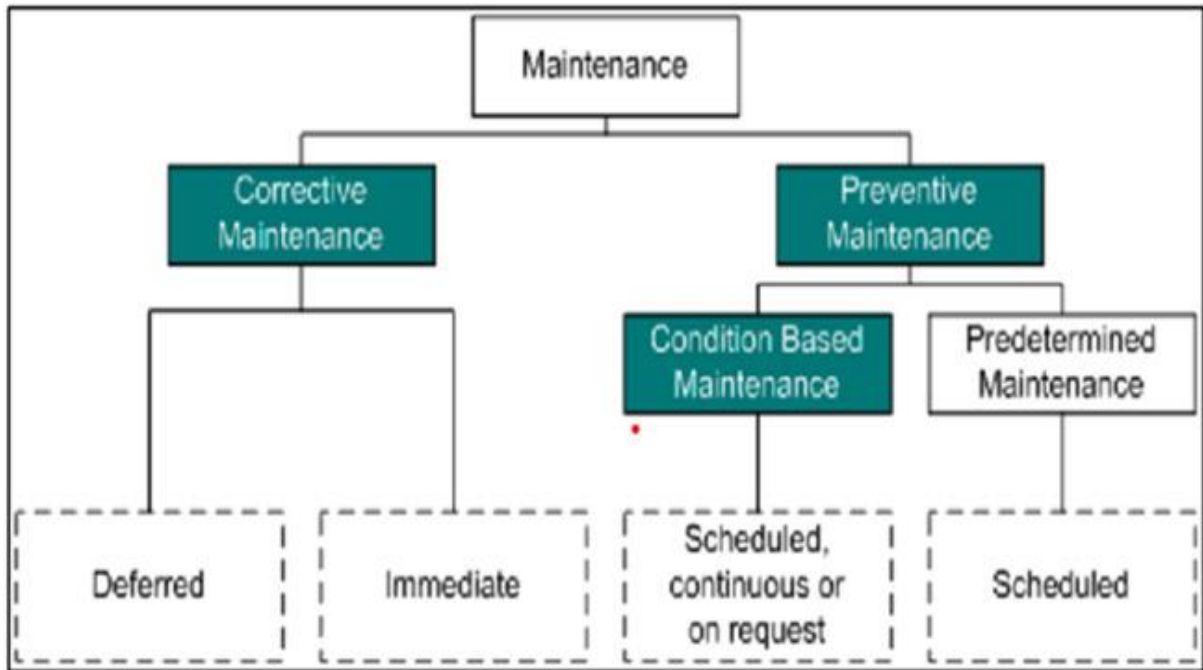 Maintenance
Corrective
Maintenance
Preventive
Maintenance
Condition Based
Maintenance
Predetermined
Maintenance
Deferred
Immediate
Scheduled,
continuous or
on request
Scheduled